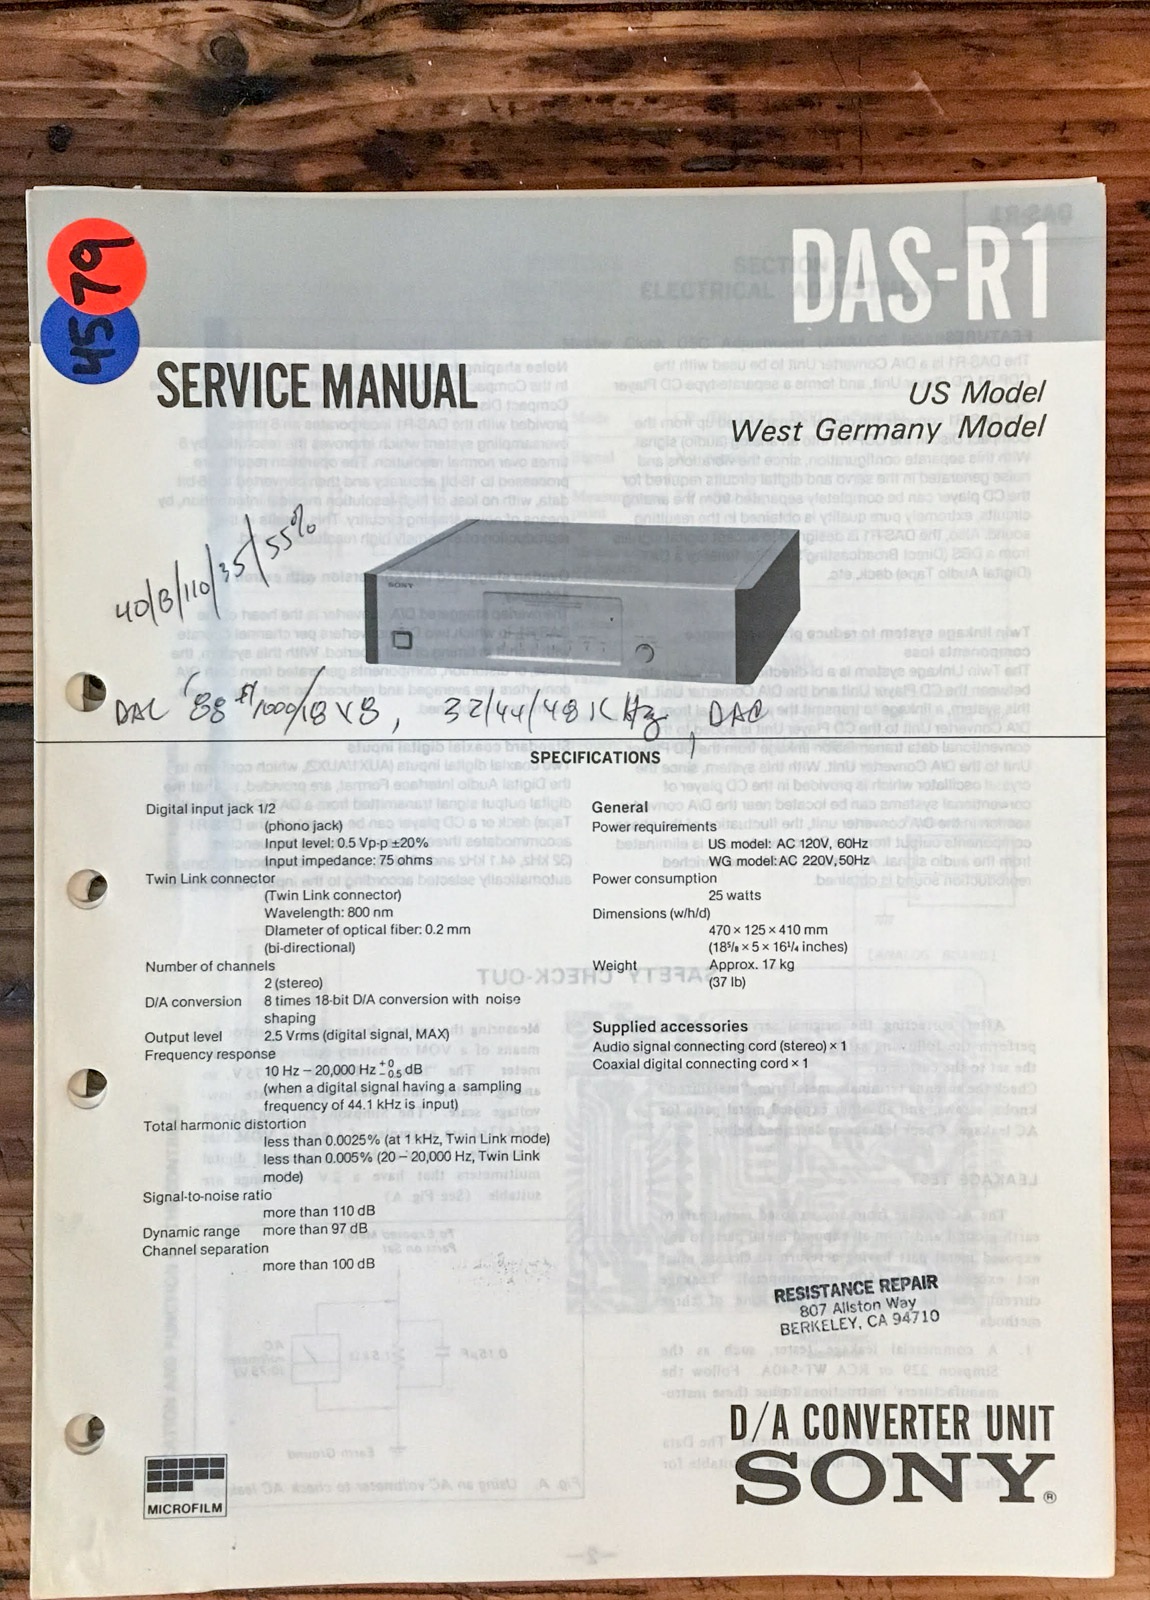 DAS-R1
79
45
SERVICE MANUAL
US Model
West Germany Model
SONY
40/B/110/35/55%
DAC '88 /1000/18 V8, 32/44/48 KHz, DAC
SPECIFICATIONS
Digital input jack 1/2
(phono jack)
Input level: 0.5 Vp-p ±20%
Input impedance: 75 ohms
Twin Link connector
(Twin Link connector)
Wavelength: 800 nm
Diameter of optical fiber: 0.2 mm
(bi-directional)
Number of channels
2 (stereo)
D/A conversion 8 times 18-bit D/A conversion with noise
shaping
Output level 2.5 Vrms (digital signal, MAX)
Frequency response
10 Hz – 20,000 Hz +0 −0.5 dB
(when a digital signal having a sampling
frequency of 44.1 kHz is input)
Total harmonic distortion
less than 0.0025% (at 1 kHz, Twin Link mode)
less than 0.005% (20 – 20,000 Hz, Twin Link
mode)
Signal-to-noise ratio
more than 110 dB
Dynamic range more than 97 dB
Channel separation
more than 100 dB
General
Power requirements
US model: AC 120V, 60Hz
WG model: AC 220V, 50Hz
Power consumption
25 watts
Dimensions (w/h/d)
470 × 125 × 410 mm
(18⁵/₈ × 5 × 16¹/₄ inches)
Weight Approx. 17 kg
(37 lb)
Supplied accessories
Audio signal connecting cord (stereo) × 1
Coaxial digital connecting cord × 1
RESISTANCE REPAIR
807 Allston Way
BERKELEY, CA 94710
D/A CONVERTER UNIT
SONY®
MICROFILM